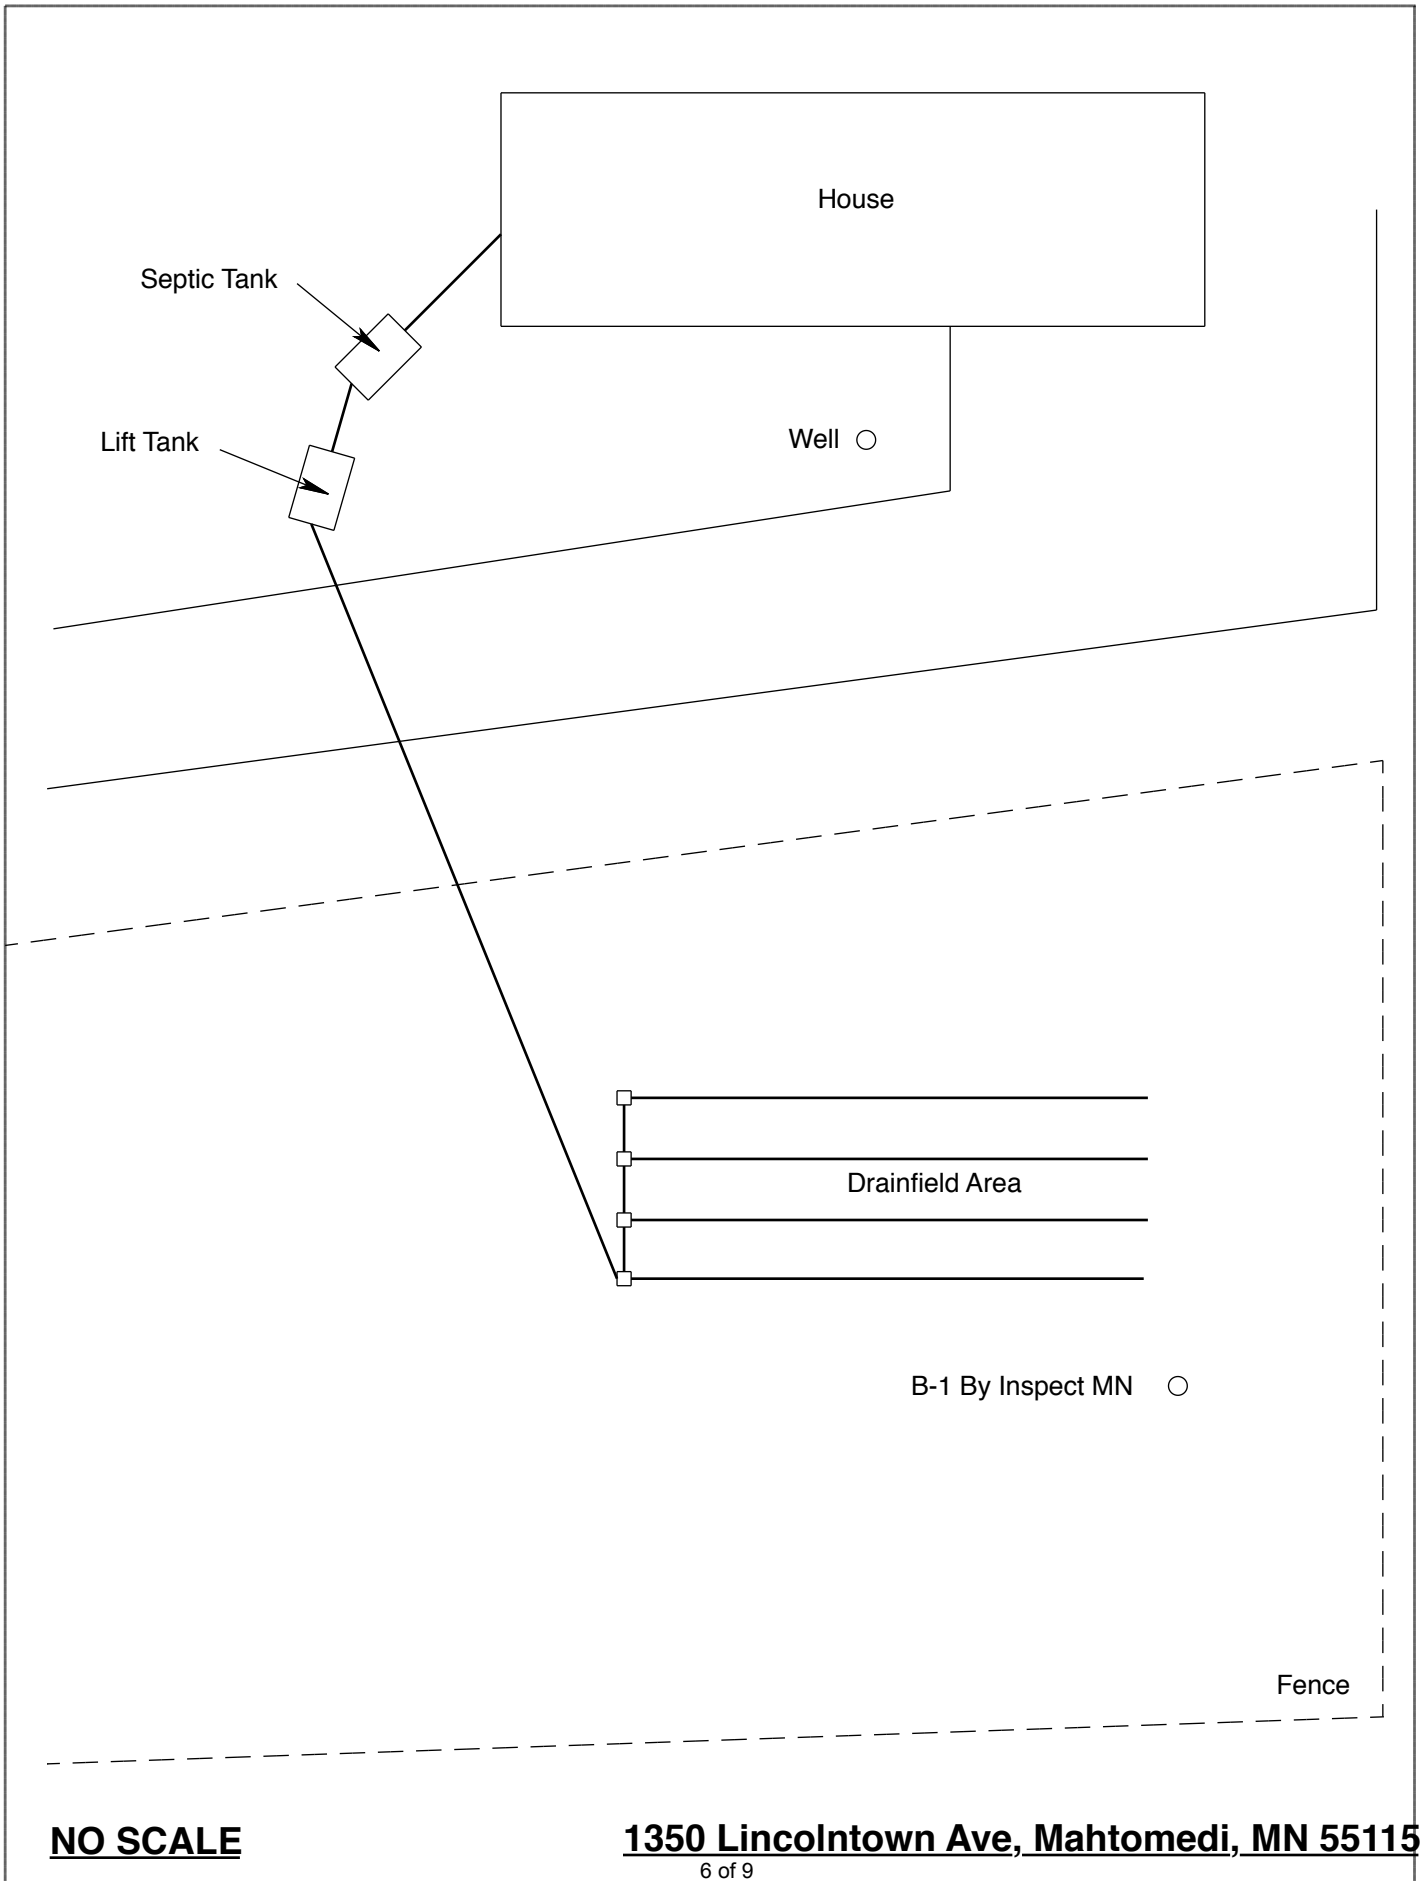 House
Septic Tank
Lift Tank
Well
Drainfield Area
B-1 By Inspect MN
Fence
NO SCALE
1350 Lincolntown Ave, Mahtomedi, MN 55115
6 of 9